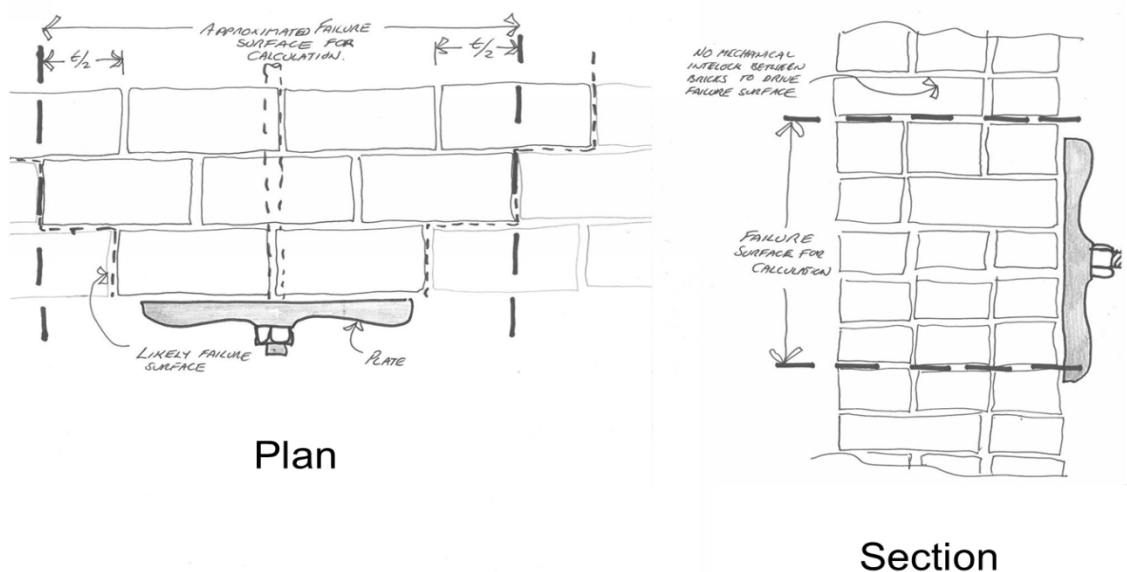 APPROXIMATED FAILURE
SURFACE FOR
CALCULATION.
t/2
t/2
LIKELY FAILURE
SURFACE
PLATE
Plan
NO MECHANICAL
INTELOCK BETWEEN
BRICKS TO DRIVE
FAILURE SURFACE
FAILURE
SURFACE FOR
CALCULATION
Section